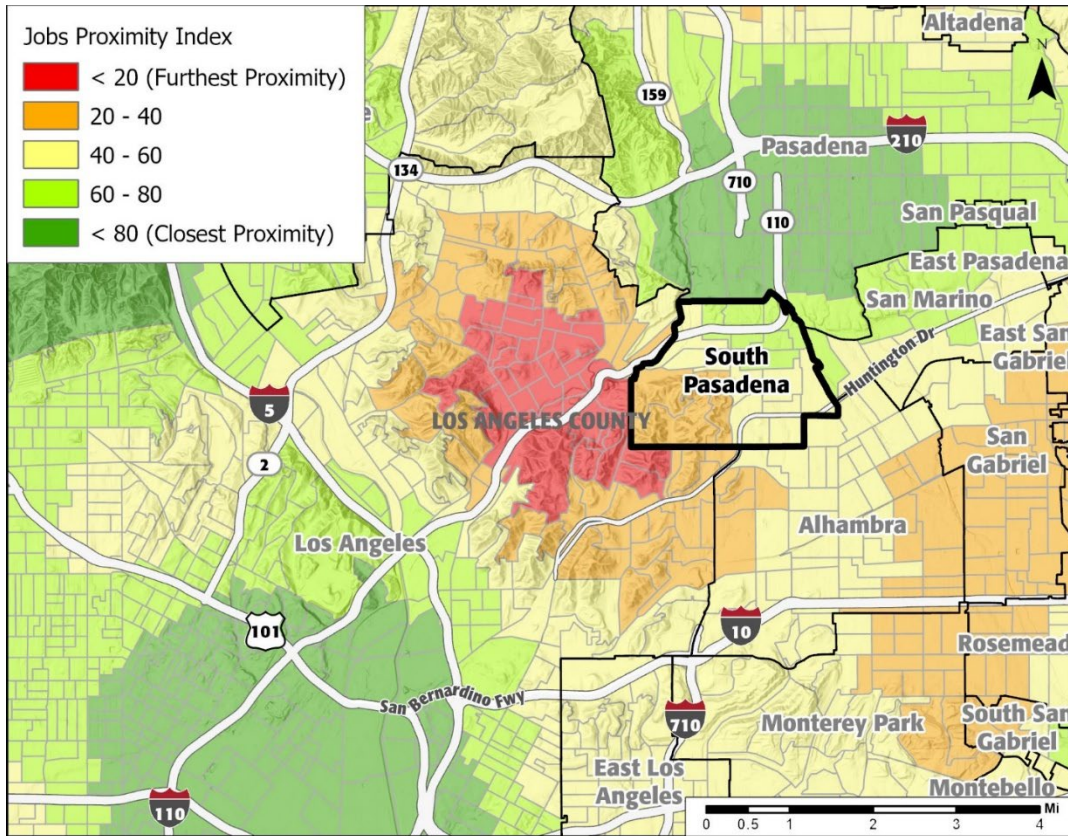 Jobs Proximity Index
< 20 (Furthest Proximity)
20 - 40
40 - 60
60 - 80
< 80 (Closest Proximity)
Altadena
N
159
Pasadena
210
134
710
110
San Pasqual
East Pasadena
San Marino
East San
Gabriel
Huntington Dr
South
Pasadena
5
LOS ANGELES COUNTY
2
San
Gabriel
Alhambra
Los Angeles
101
10
Rosemead
San Bernardino Fwy
710
Monterey Park
South San
Gabriel
East Los
Angeles
Montebello
110
Mi
0 0.5 1 2 3 4